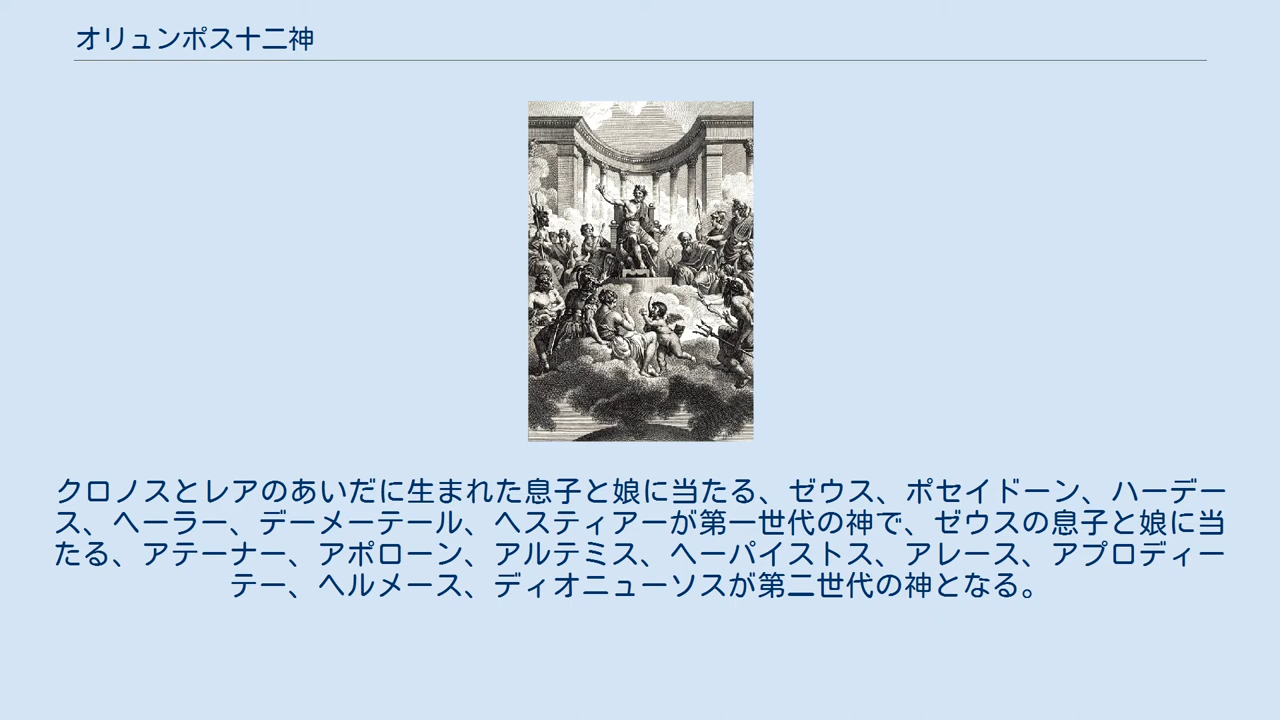 オリュンポス十二神
クロノスとレアのあいだに生まれた息子と娘に当たる、ゼウス、ポセイドーン、ハーデー
ス、ヘーラー、デーメーテール、ヘスティアーが第一世代の神で、ゼウスの息子と娘に当
たる、アテーナー、アポローン、アルテミス、ヘーパイストス、アレース、アプロディー
テー、ヘルメース、ディオニューソスが第二世代の神となる。